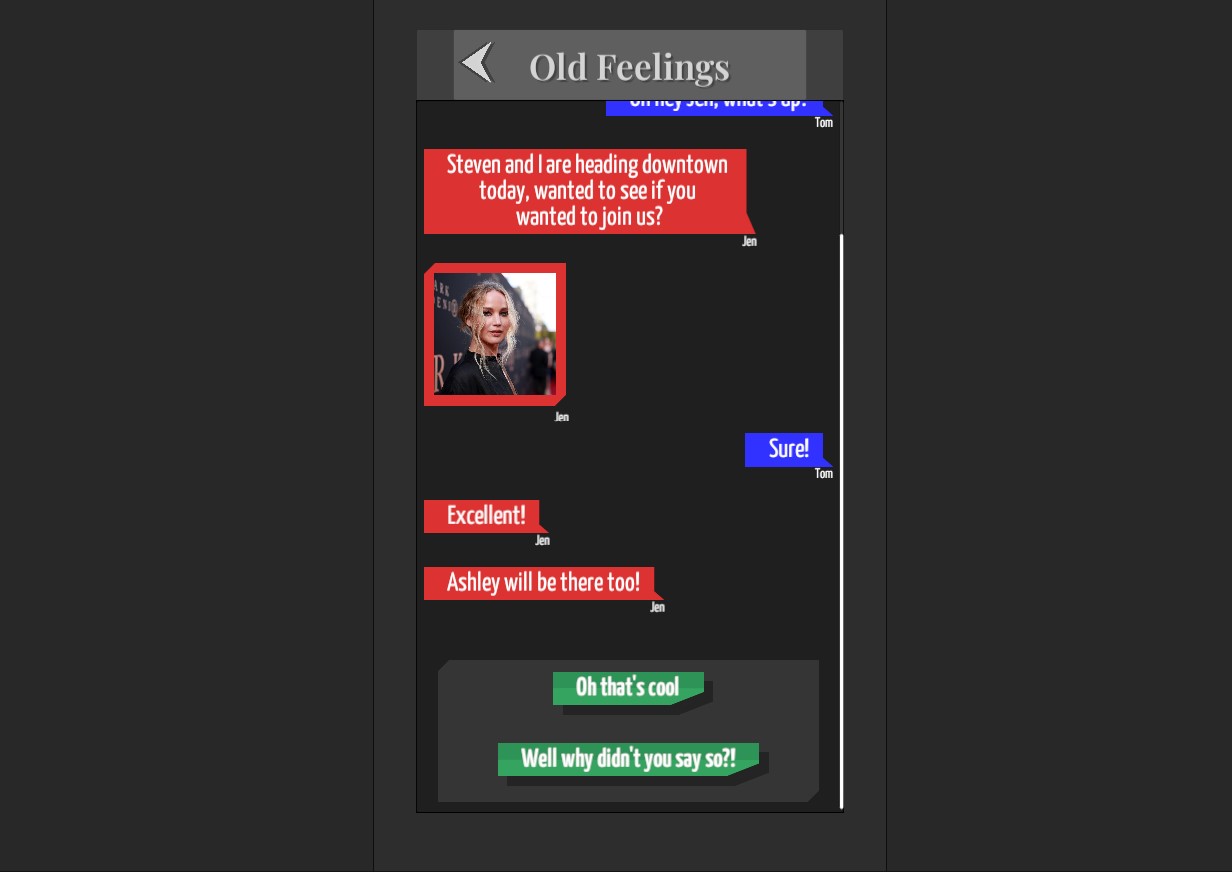 Old Feelings
Oh hey Jen, what's up?
Tom
Steven and I are heading downtown
today, wanted to see if you
wanted to join us?
Jen
Jen
Sure!
Tom
Excellent!
Jen
Ashley will be there too!
Jen
Oh that's cool
Well why didn't you say so?!